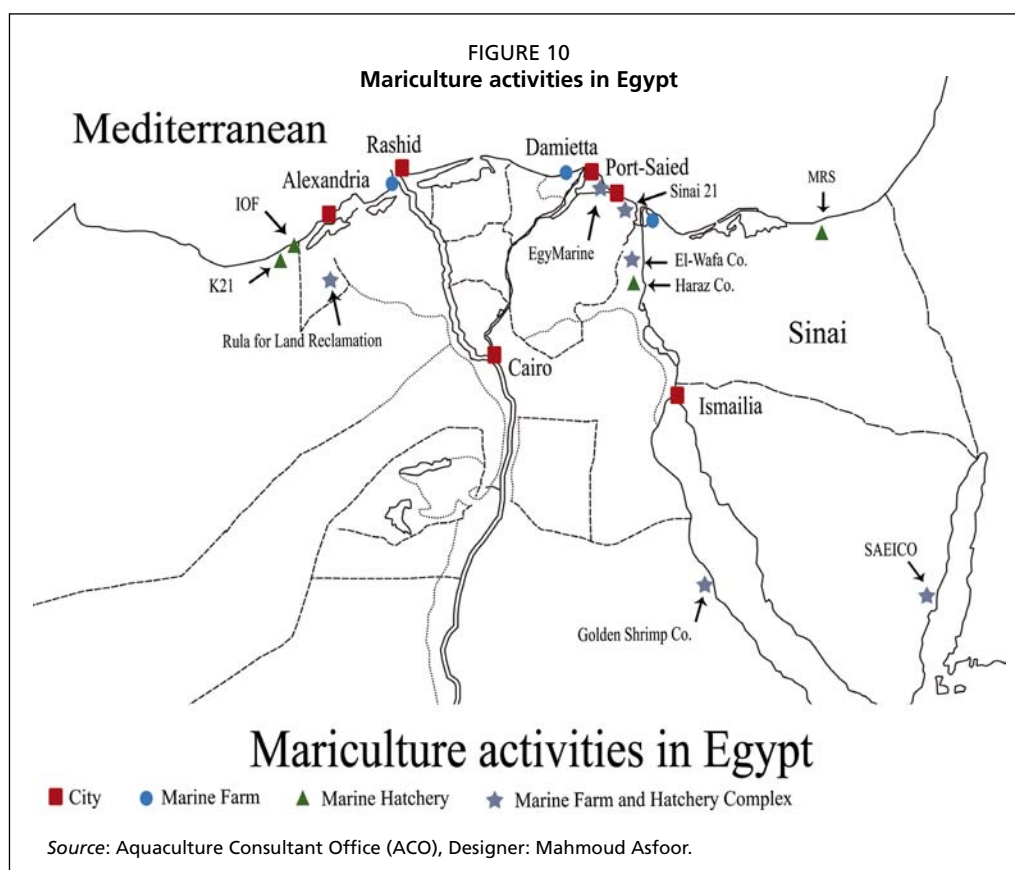 FIGURE 10
Mariculture activities in Egypt
Mediterranean
Rashid
Damietta
Port-Saied
Alexandria
Sinai 21
MRS
IOF
EgyMarine
El-Wafa Co.
K21
Haraz Co.
Rula for Land Reclamation
Sinai
Cairo
Ismailia
SAEICO
Golden Shrimp Co.
Mariculture activities in Egypt
City Marine Farm Marine Hatchery Marine Farm and Hatchery Complex
Source: Aquaculture Consultant Office (ACO), Designer: Mahmoud Asfoor.